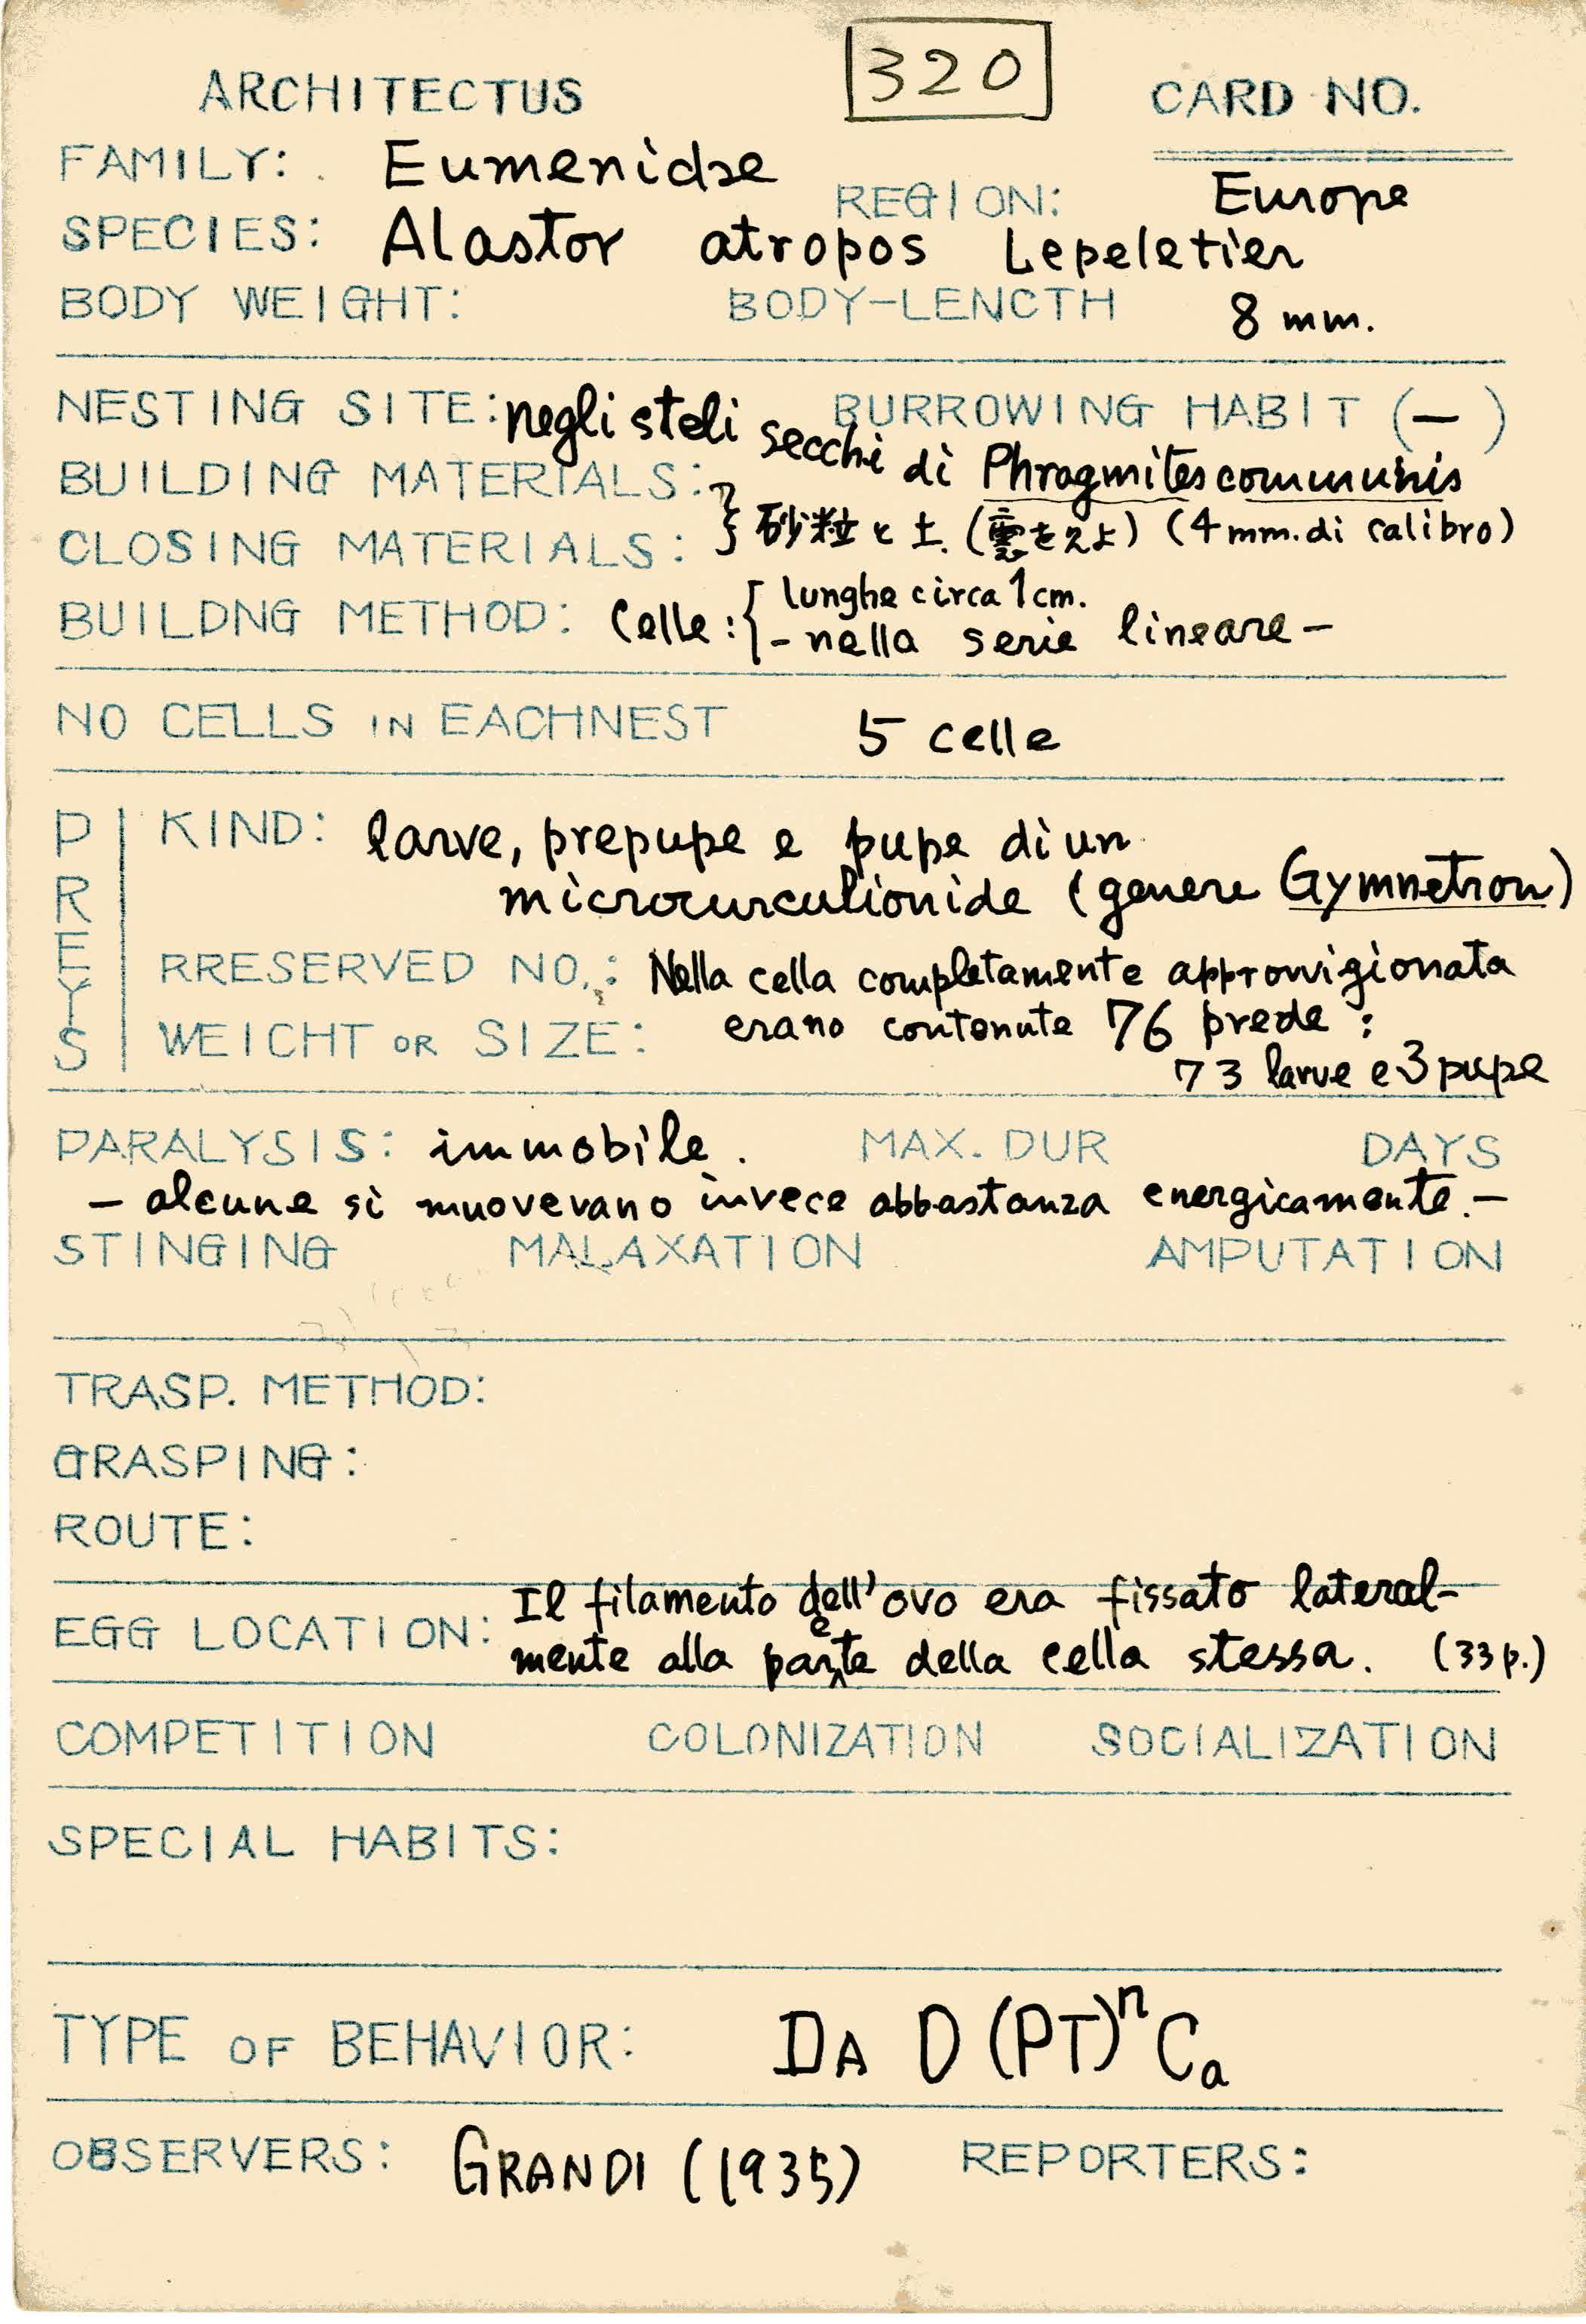 320
ARCHITECTUS CARD NO.
FAMILY: Eumenidae
REGION: Europe
SPECIES: Alastor atropos Lepeletier
BODY WEIGHT: BODY-LENCTH 8 mm.
NESTING SITE: negli steli secchi di Phragmites communis
BURROWING HABIT (—)
BUILDING MATERIALS:
CLOSING MATERIALS: } 砂粒と土 (4 mm. di calibro)
BUILDNG METHOD: Celle: { lunghe circa 1 cm.
- nella serie lineare -
NO CELLS IN EACHNEST 5 celle
PREYS
KIND: larve, prepupe e pupe di un
microcurculionide (genere Gymnetron)
RRESERVED NO.: Nella cella completamente approvvigionata
WEICHT OR SIZE: erano contenute 76 prede:
73 larve e 3 pupe
PARALYSIS: immobile. MAX. DUR DAYS
- alcune si muovevano invece abbastanza energicamente. -
STINGING MALAXATION AMPUTATION
TRASP. METHOD:
GRASPING:
ROUTE:
EGG LOCATION: Il filamento dell'ovo era fissato lateral-
mente alla parete della cella stessa. (33 p.)
COMPETITION COLONIZATION SOCIALIZATION
SPECIAL HABITS:
TYPE OF BEHAVIOR: DA D (PT)ⁿ Ca
OBSERVERS: GRANDI (1935) REPORTERS: